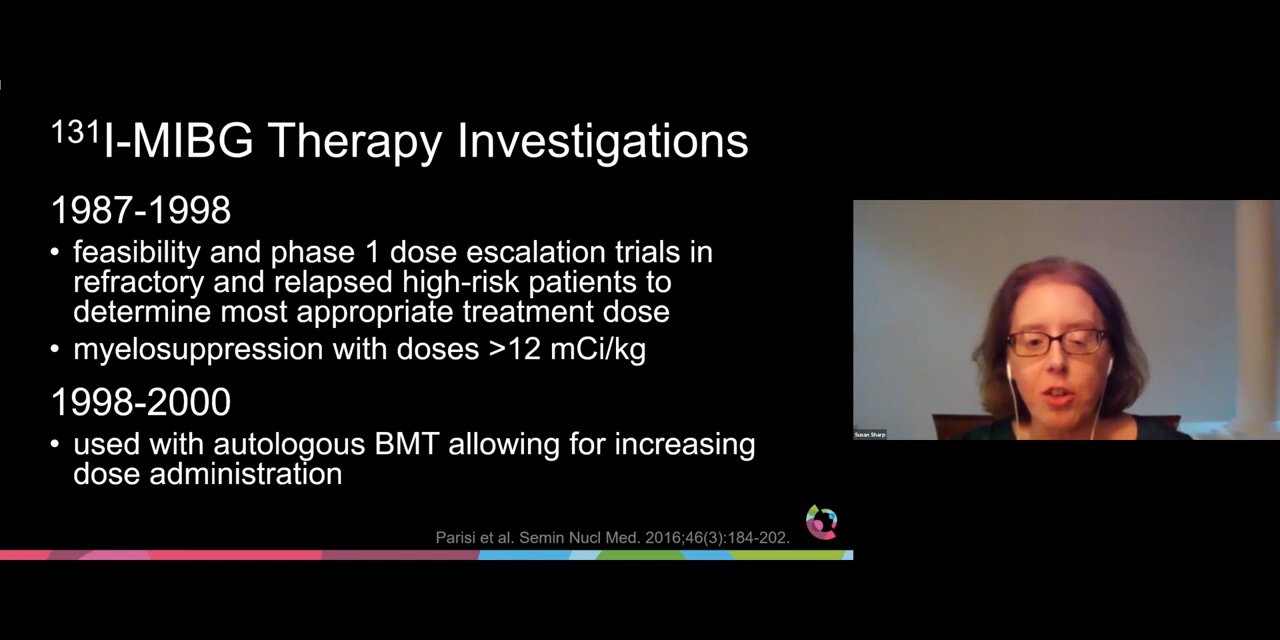 ¹³¹I-MIBG Therapy Investigations
1987-1998
• feasibility and phase 1 dose escalation trials in
refractory and relapsed high-risk patients to
determine most appropriate treatment dose
• myelosuppression with doses >12 mCi/kg
1998-2000
• used with autologous BMT allowing for increasing
dose administration
Parisi et al. Semin Nucl Med. 2016;46(3):184-202.
Susan Sharp